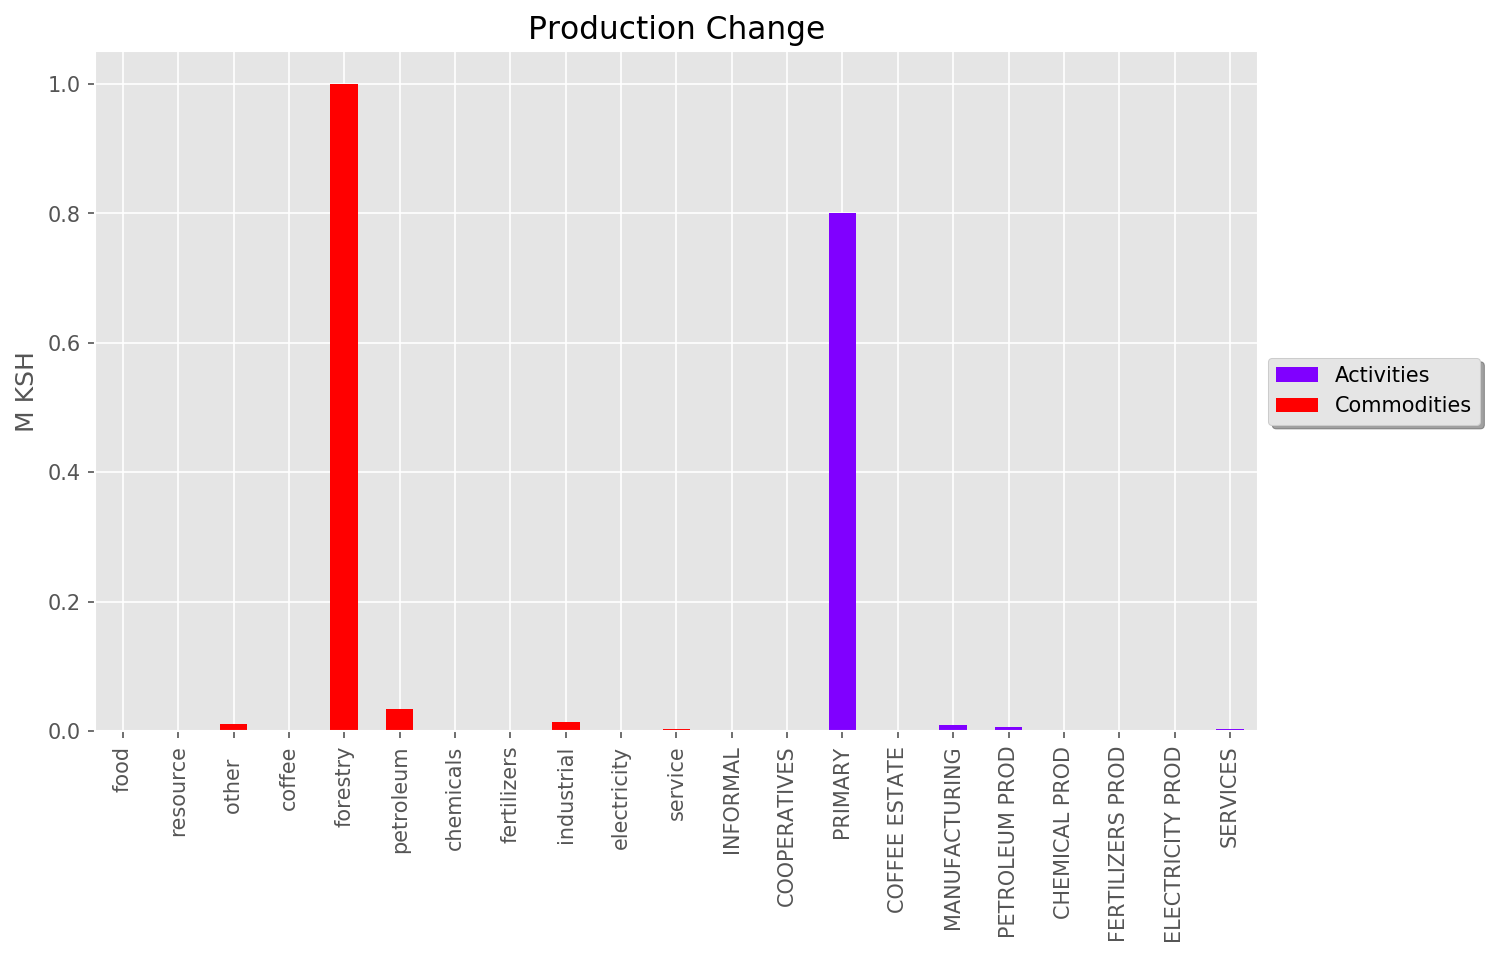 Production Change
M KSH
1.0
0.8
0.6
0.4
0.2
0.0
food
resource
other
coffee
forestry
petroleum
chemicals
fertilizers
industrial
electricity
service
INFORMAL
COOPERATIVES
PRIMARY
COFFEE ESTATE
MANUFACTURING
PETROLEUM PROD
CHEMICAL PROD
FERTILIZERS PROD
ELECTRICITY PROD
SERVICES
Activities
Commodities